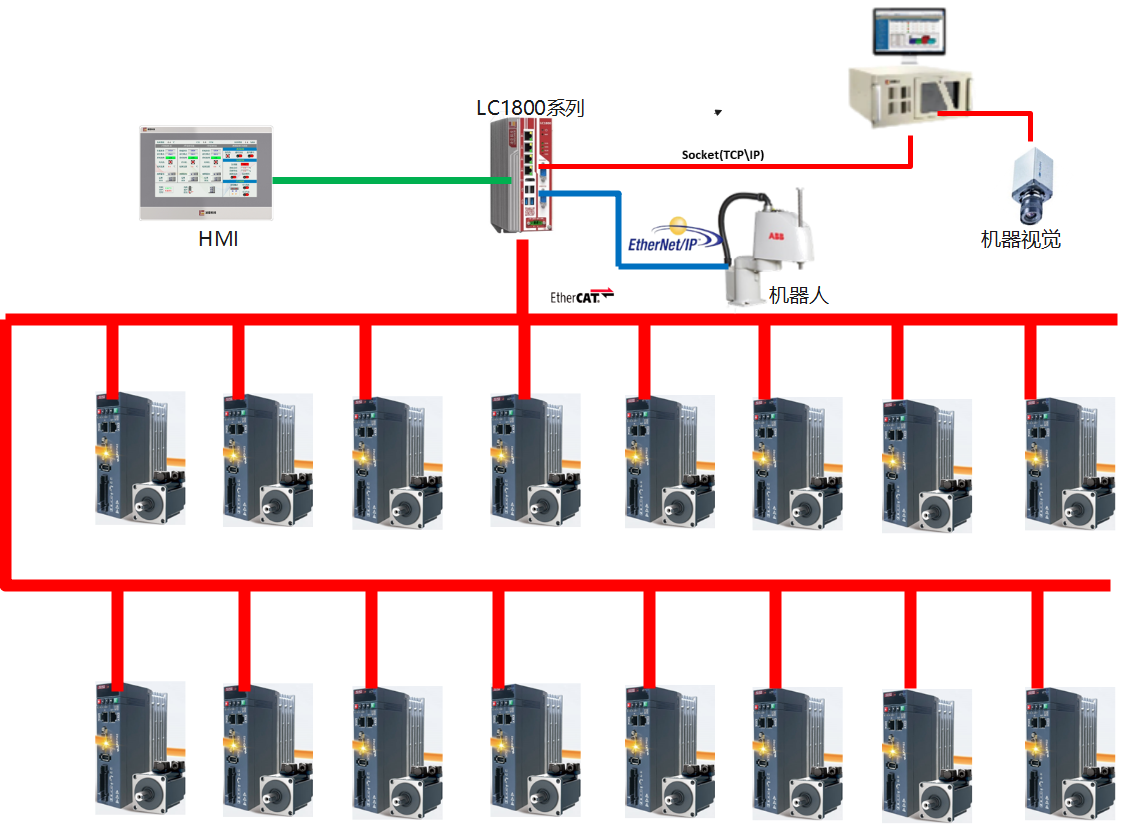 LC1800系列
Socket(TCP\IP)
HMI
EtherNet/IP
ABB
机器视觉
机器人
EtherCAT